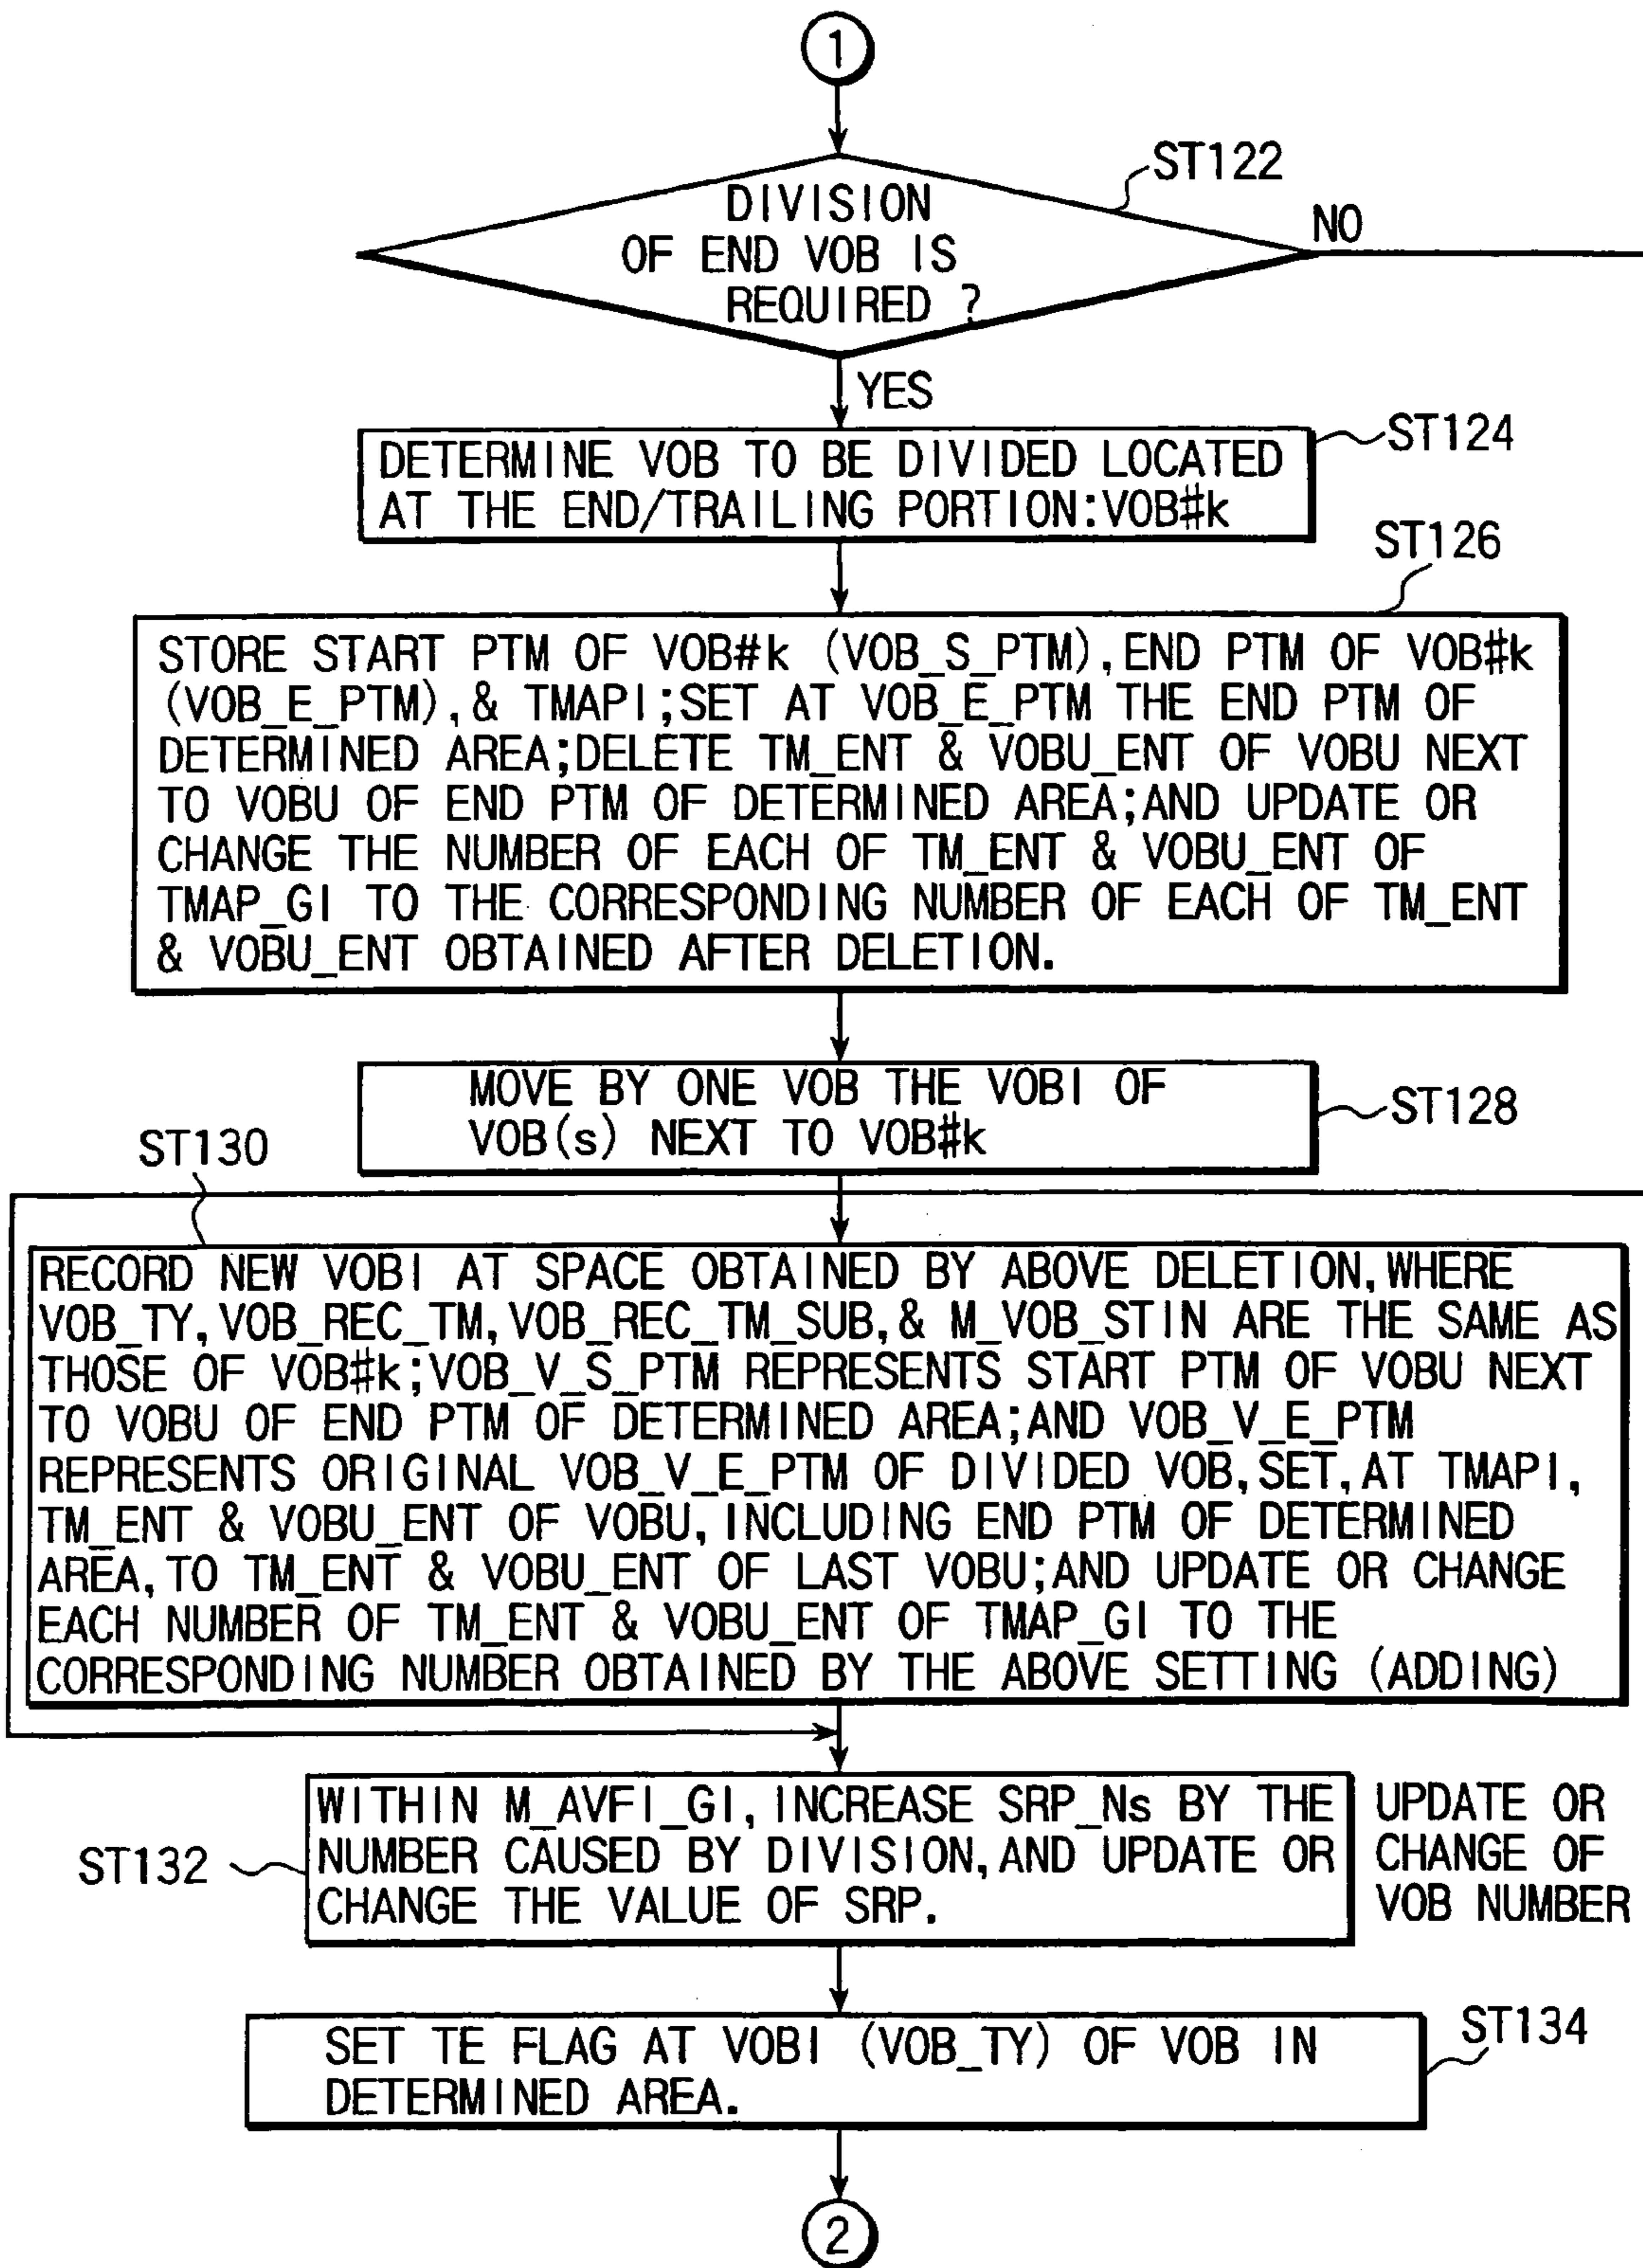 1
ST122
DIVISION
OF END VOB IS
REQUIRED ?
NO
YES
ST124
DETERMINE VOB TO BE DIVIDED LOCATED
AT THE END/TRAILING PORTION:VOB#k
ST126
STORE START PTM OF VOB#k (VOB_S_PTM),END PTM OF VOB#k
(VOB_E_PTM),& TMAPI;SET AT VOB_E_PTM THE END PTM OF
DETERMINED AREA;DELETE TM_ENT & VOBU_ENT OF VOBU NEXT
TO VOBU OF END PTM OF DETERMINED AREA;AND UPDATE OR
CHANGE THE NUMBER OF EACH OF TM_ENT & VOBU_ENT OF
TMAP_GI TO THE CORRESPONDING NUMBER OF EACH OF TM_ENT
& VOBU_ENT OBTAINED AFTER DELETION.
MOVE BY ONE VOB THE VOBI OF
VOB(s) NEXT TO VOB#k
ST128
ST130
RECORD NEW VOBI AT SPACE OBTAINED BY ABOVE DELETION,WHERE
VOB_TY,VOB_REC_TM,VOB_REC_TM_SUB,& M_VOB_STIN ARE THE SAME AS
THOSE OF VOB#k;VOB_V_S_PTM REPRESENTS START PTM OF VOBU NEXT
TO VOBU OF END PTM OF DETERMINED AREA;AND VOB_V_E_PTM
REPRESENTS ORIGINAL VOB_V_E_PTM OF DIVIDED VOB,SET,AT TMAPI,
TM_ENT & VOBU_ENT OF VOBU,INCLUDING END PTM OF DETERMINED
AREA,TO TM_ENT & VOBU_ENT OF LAST VOBU;AND UPDATE OR CHANGE
EACH NUMBER OF TM_ENT & VOBU_ENT OF TMAP_GI TO THE
CORRESPONDING NUMBER OBTAINED BY THE ABOVE SETTING (ADDING)
ST132
WITHIN M_AVFI_GI,INCREASE SRP_Ns BY THE
NUMBER CAUSED BY DIVISION,AND UPDATE OR
CHANGE THE VALUE OF SRP.
UPDATE OR
CHANGE OF
VOB NUMBER
ST134
SET TE FLAG AT VOBI (VOB_TY) OF VOB IN
DETERMINED AREA.
2